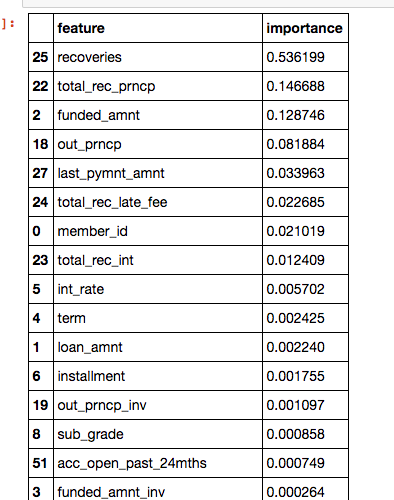 ]:
feature importance
25 recoveries 0.536199
22 total_rec_prncp 0.146688
2 funded_amnt 0.128746
18 out_prncp 0.081884
27 last_pymnt_amnt 0.033963
24 total_rec_late_fee 0.022685
0 member_id 0.021019
23 total_rec_int 0.012409
5 int_rate 0.005702
4 term 0.002425
1 loan_amnt 0.002240
6 installment 0.001755
19 out_prncp_inv 0.001097
8 sub_grade 0.000858
51 acc_open_past_24mths 0.000749
3 funded_amnt_inv 0.000264